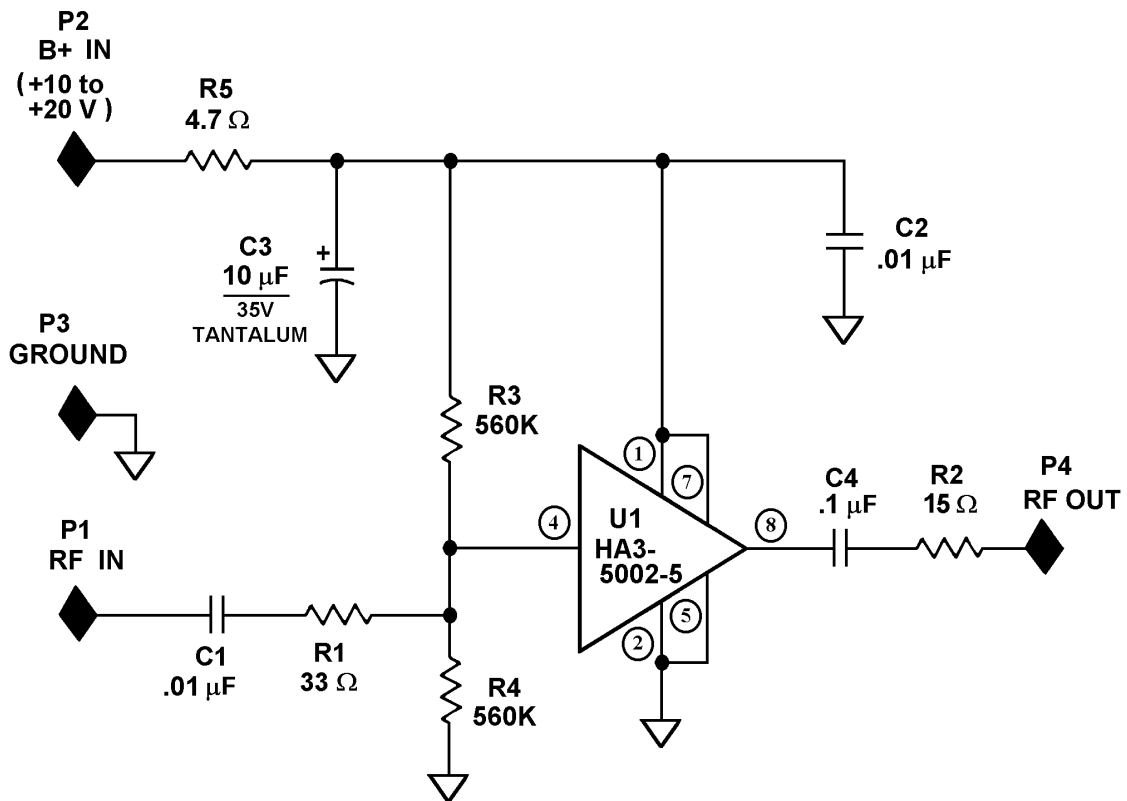 P2
B+ IN
(+10 to
+20 V)
R5
4.7 Ω
C3
+
10 µF
35V
TANTALUM
C2
.01 µF
P3
GROUND
R3
560K
1
7
P1
RF IN
4
U1
HA3-
5002-5
8
C4
.1 µF
R2
15 Ω
P4
RF OUT
2
5
C1
.01 µF
R1
33 Ω
R4
560K